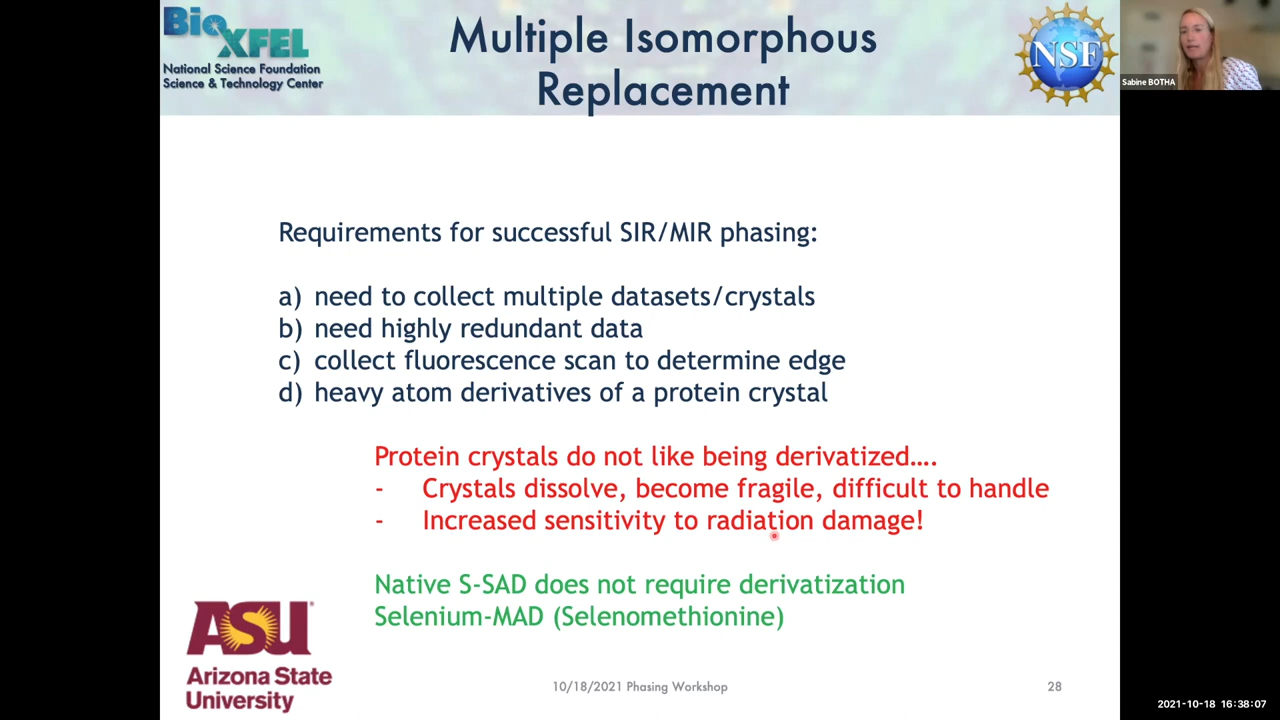 Bio
XFEL
National Science Foundation
Science & Technology Center
Multiple Isomorphous
Replacement
NSF
Sabine BOTHA
Requirements for successful SIR/MIR phasing:
a) need to collect multiple datasets/crystals
b) need highly redundant data
c) collect fluorescence scan to determine edge
d) heavy atom derivatives of a protein crystal
Protein crystals do not like being derivatized....
- Crystals dissolve, become fragile, difficult to handle
- Increased sensitivity to radiation damage!
Native S-SAD does not require derivatization
Selenium-MAD (Selenomethionine)
ASU
Arizona State
University
10/18/2021 Phasing Workshop
28
2021-10-18 16:38:07